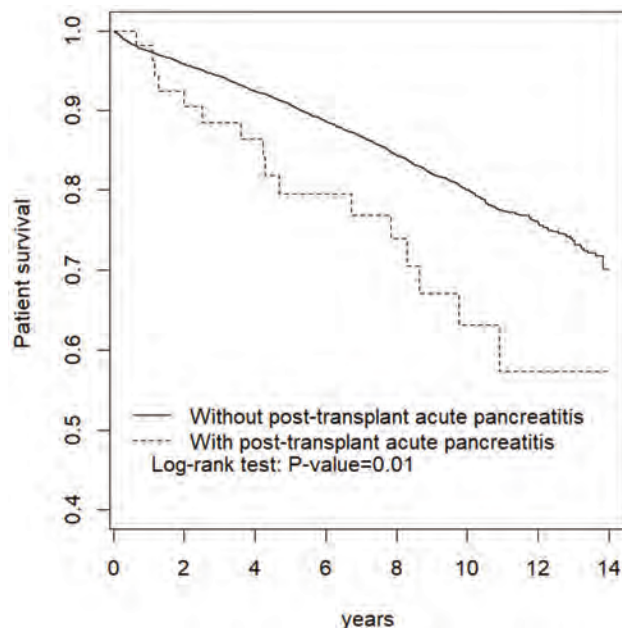 Patient survival
1.0
0.9
0.8
0.7
0.6
0.5
0.4
Without post-transplant acute pancreatitis
With post-transplant acute pancreatitis
Log-rank test: P-value=0.01
0 2 4 6 8 10 12 14
years